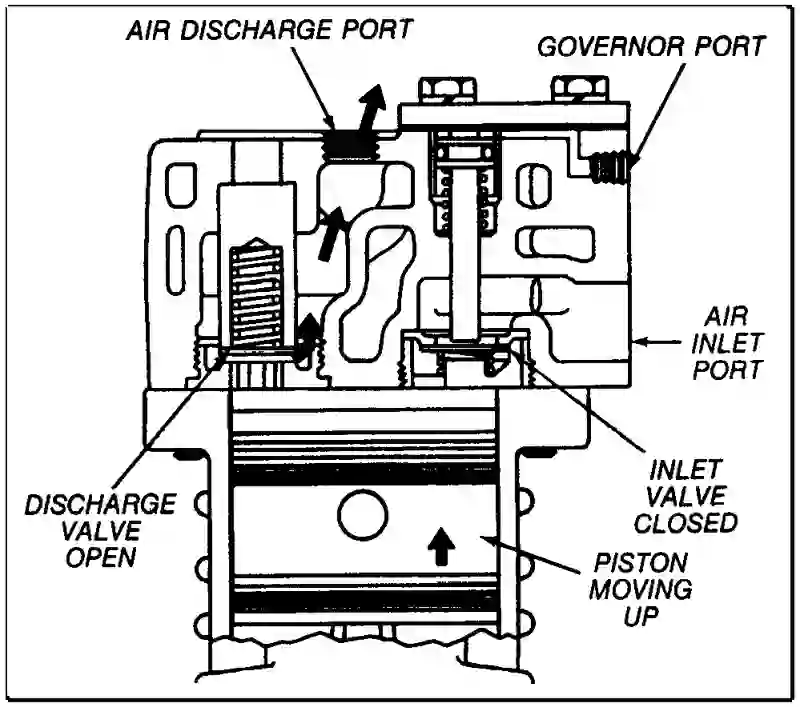 AIR DISCHARGE PORT
GOVERNOR PORT
AIR
INLET
PORT
DISCHARGE
VALVE
OPEN
INLET
VALVE
CLOSED
PISTON
MOVING
UP